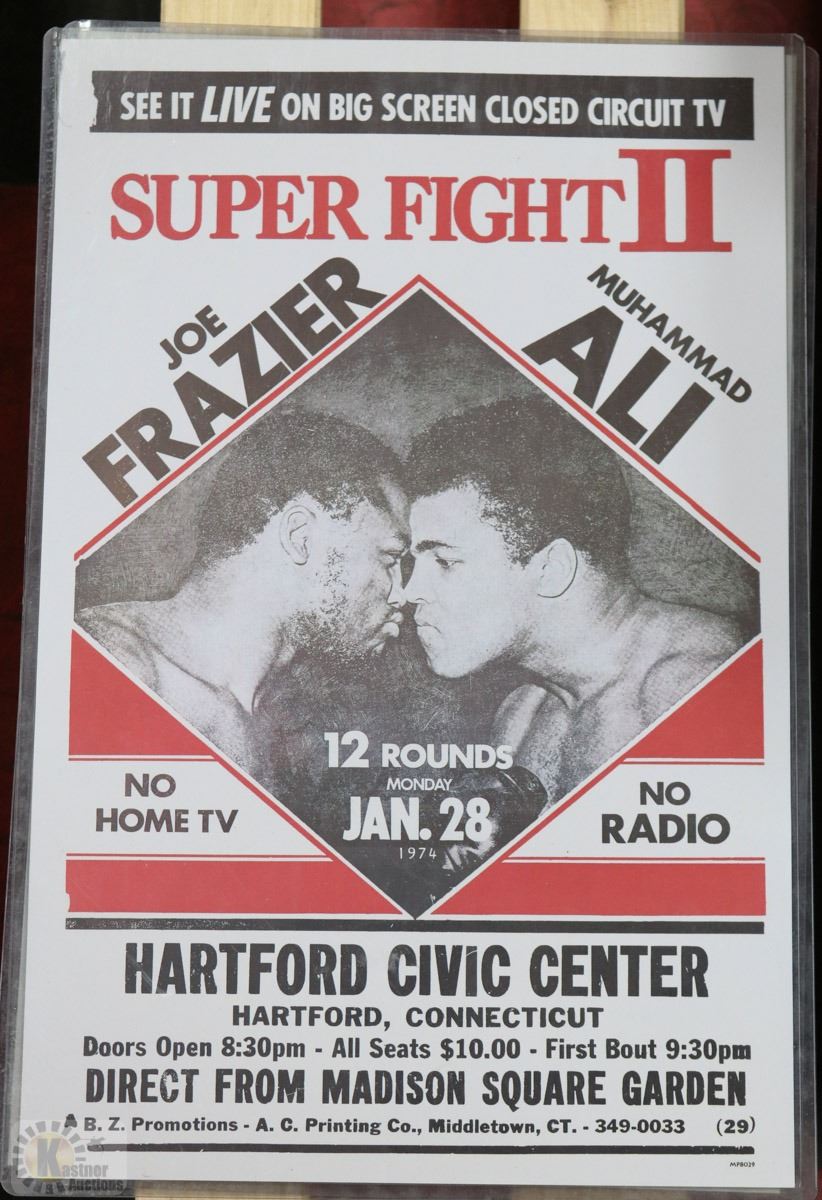 SEE IT LIVE ON BIG SCREEN CLOSED CIRCUIT TV
SUPER FIGHT II
JOE
FRAZIER
MUHAMMAD
ALI
12 ROUNDS
MONDAY
JAN. 28
1974
NO
HOME TV
NO
RADIO
HARTFORD CIVIC CENTER
HARTFORD, CONNECTICUT
Doors Open 8:30pm - All Seats $10.00 - First Bout 9:30pm
DIRECT FROM MADISON SQUARE GARDEN
B. Z. Promotions - A. C. Printing Co., Middletown, CT. - 349-0033 (29)
MPB029
Kastner
Auctions